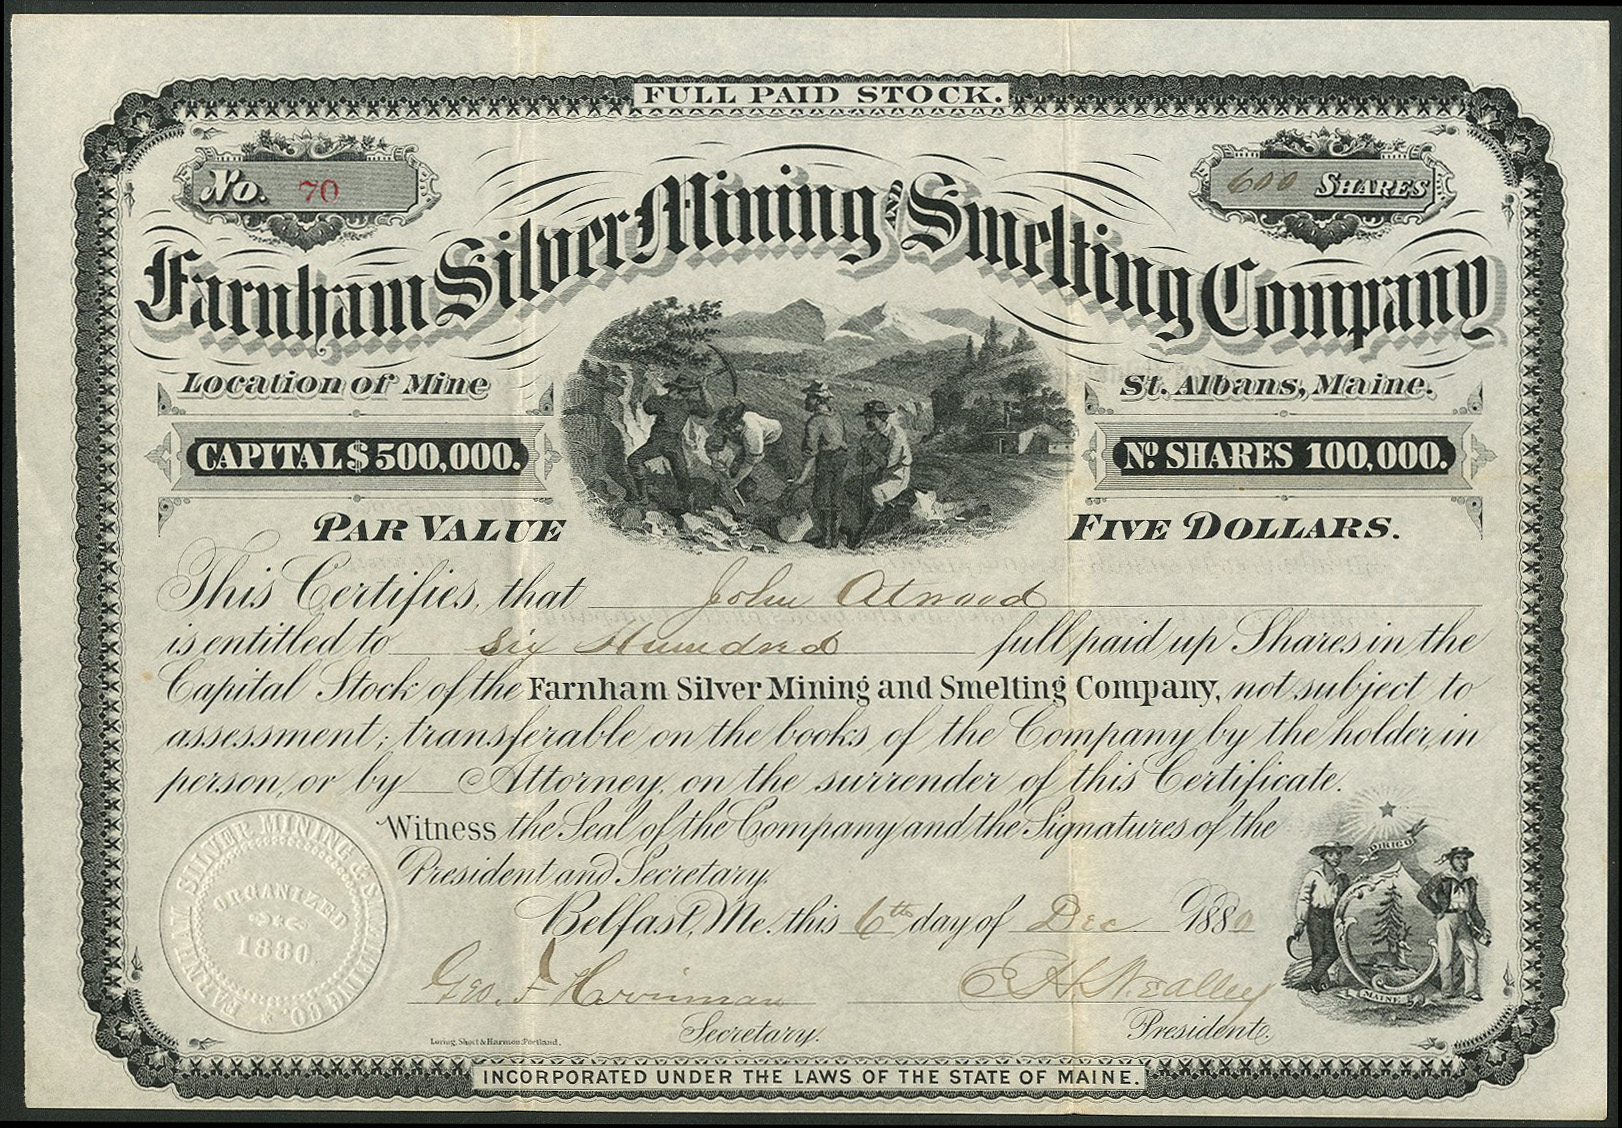 FULL PAID STOCK.
No. 70
600 SHARES
Farnham Silver Mining AND Smelting Company
Location of Mine
St. Albans, Maine.
CAPITAL $500,000.
No. SHARES 100,000.
PAR VALUE
FIVE DOLLARS.
This Certifies, that John Atwood
is entitled to Six Hundred full paid up Shares in the
Capital Stock of the Farnham Silver Mining and Smelting Company, not subject to
assessment; transferable on the books of the Company by the holder, in
person, or by Attorney, on the surrender of this Certificate.
Witness the Seal of the Company and the Signatures of the
President and Secretary.
Belfast, Me. this 6th day of Dec 1880
Geo. F Harriman
Secretary.
E H Nealley
President.
FARNHAM SILVER MINING & SMELTING CO.
ORGANIZED
1880.
DIRIGO
MAINE
Loring, Short & Harmon, Portland.
INCORPORATED UNDER THE LAWS OF THE STATE OF MAINE.